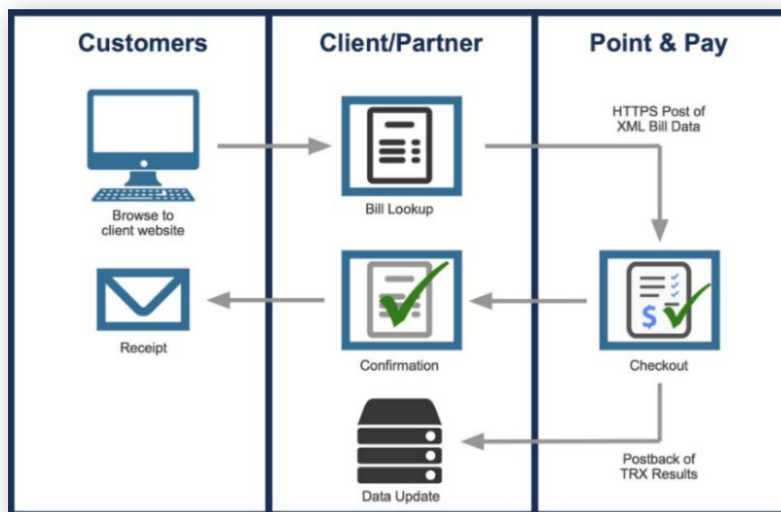 Customers
Client/Partner
Point & Pay
HTTPS Post of
XML Bill Data
Browse to
client website
Bill Lookup
Receipt
Confirmation
Checkout
$
Data Update
Postback of
TRX Results